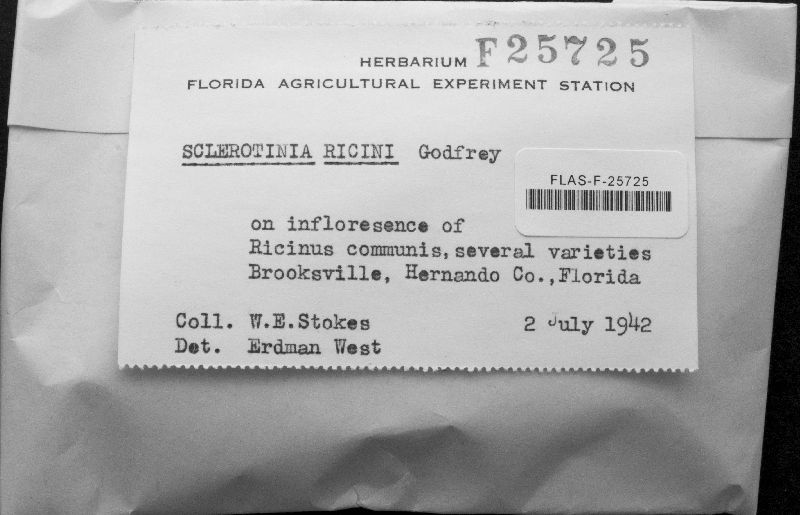 HERBARIUM F25725
FLORIDA AGRICULTURAL EXPERIMENT STATION
SCLEROTINIA RICINI Godfrey
FLAS-F-25725
on infloresence of
Ricinus communis, several varieties
Brooksville, Hernando Co., Florida
Coll. W.E.Stokes 2 July 1942
Det. Erdman West